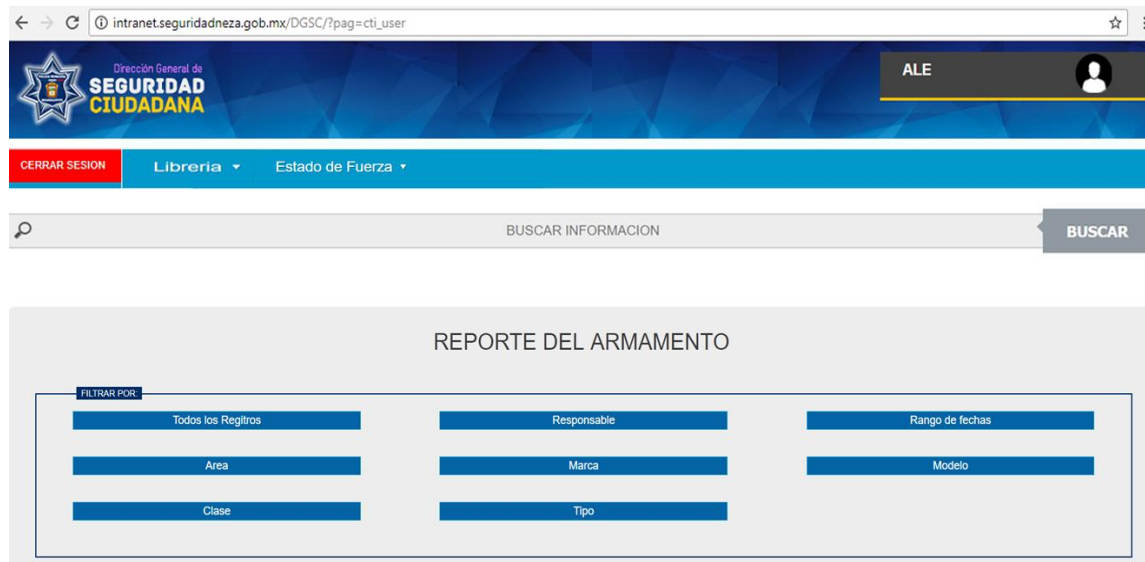 intranet.seguridadneza.gob.mx/DGSC/?pag=cti_user
Dirección General de
SEGURIDAD
CIUDADANA
ALE
CERRAR SESION
Libreria
Estado de Fuerza
BUSCAR INFORMACION
BUSCAR
REPORTE DEL ARMAMENTO
FILTRAR POR:
Todos los Regitros
Responsable
Rango de fechas
Area
Marca
Modelo
Clase
Tipo